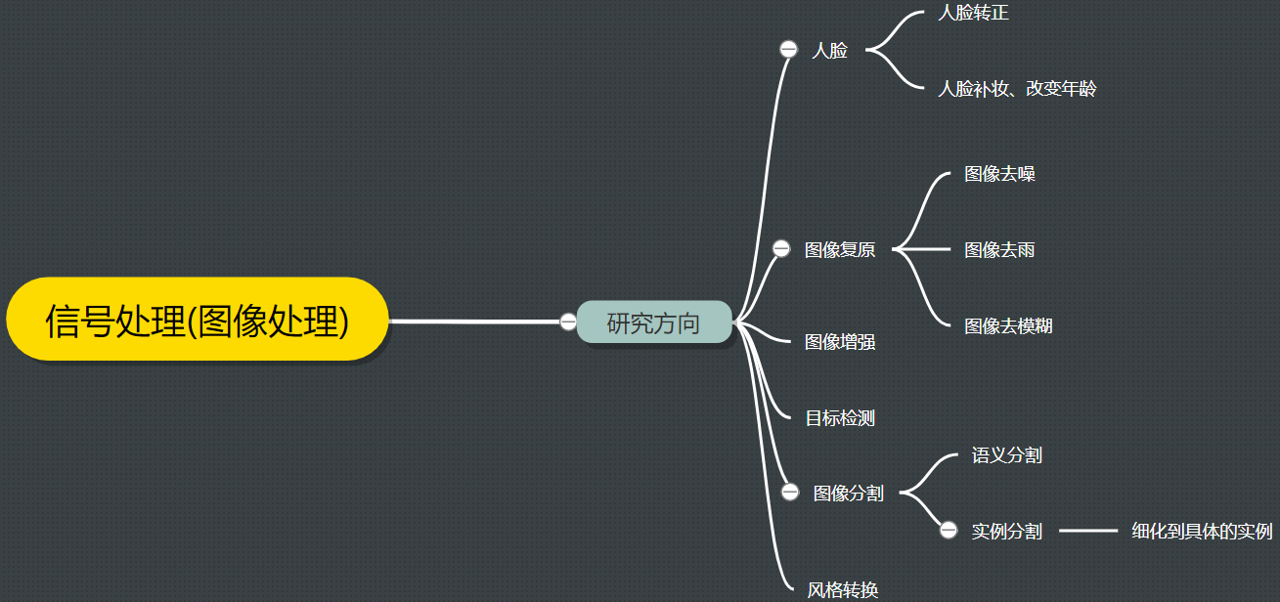 信号处理(图像处理)
研究方向
人脸
人脸转正
人脸补妆、改变年龄
图像复原
图像去噪
图像去雨
图像去模糊
图像增强
目标检测
图像分割
语义分割
实例分割
细化到具体的实例
风格转换